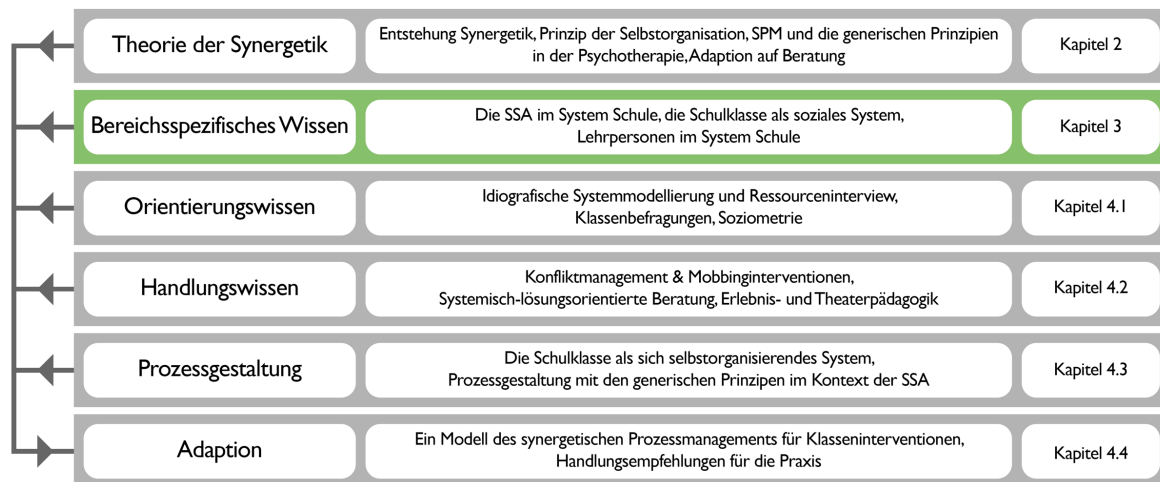 Theorie der Synergetik
Entstehung Synergetik, Prinzip der Selbstorganisation, SPM und die generischen Prinzipien
in der Psychotherapie, Adaption auf Beratung
Kapitel 2
Bereichsspezifisches Wissen
Die SSA im System Schule, die Schulklasse als soziales System,
Lehrpersonen im System Schule
Kapitel 3
Orientierungswissen
Idiografische Systemmodellierung und Ressourceninterview,
Klassenbefragungen, Soziometrie
Kapitel 4.1
Handlungswissen
Konfliktmanagement & Mobbinginterventionen,
Systemisch-lösungsorientierte Beratung, Erlebnis- und Theaterpädagogik
Kapitel 4.2
Prozessgestaltung
Die Schulklasse als sich selbstorganisierendes System,
Prozessgestaltung mit den generischen Prinzipen im Kontext der SSA
Kapitel 4.3
Adaption
Ein Modell des synergetischen Prozessmanagements für Klasseninterventionen,
Handlungsempfehlungen für die Praxis
Kapitel 4.4